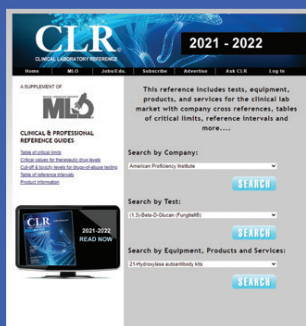 CLR
CLINICAL LABORATORY REFERENCE
2021 - 2022
Home MLO Jobs/Edu. Subscribe Advertise Ask CLR Log In
A SUPPLEMENT OF
MLO
CLINICAL & PROFESSIONAL
REFERENCE GUIDES
Table of critical limits
Critical values for therapeutic drug levels
Cut-off & toxicity levels for drugs-of-abuse testing
Table of reference intervals
Product information
CLR
2021-2022
READ NOW
This reference includes tests, equipment,
products, and services for the clinical lab
market with company cross references, tables
of critical limits, reference intervals and
more....
Search by Company:
American Proficiency Institute
SEARCH
Search by Test:
(1,3)-Beta-D-Glucan (Fungitell®)
SEARCH
Search by Equipment, Products and Services:
21-Hydroxylase autoantibody kits
SEARCH